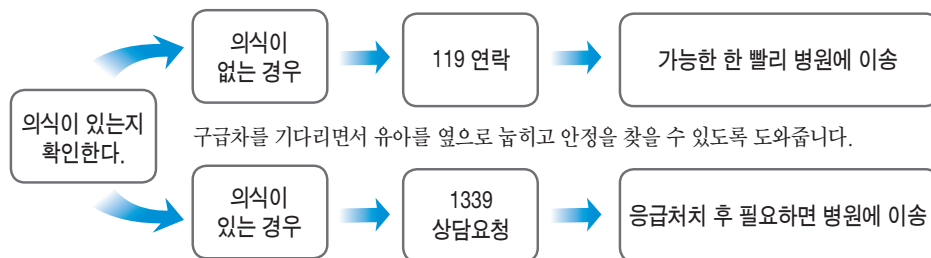 의식이 있는지
확인한다.
의식이
없는 경우
119 연락
가능한 한 빨리 병원에 이송
구급차를 기다리면서 유아를 옆으로 눕히고 안정을 찾을 수 있도록 도와줍니다.
의식이
있는 경우
1339
상담요청
응급처치 후 필요하면 병원에 이송